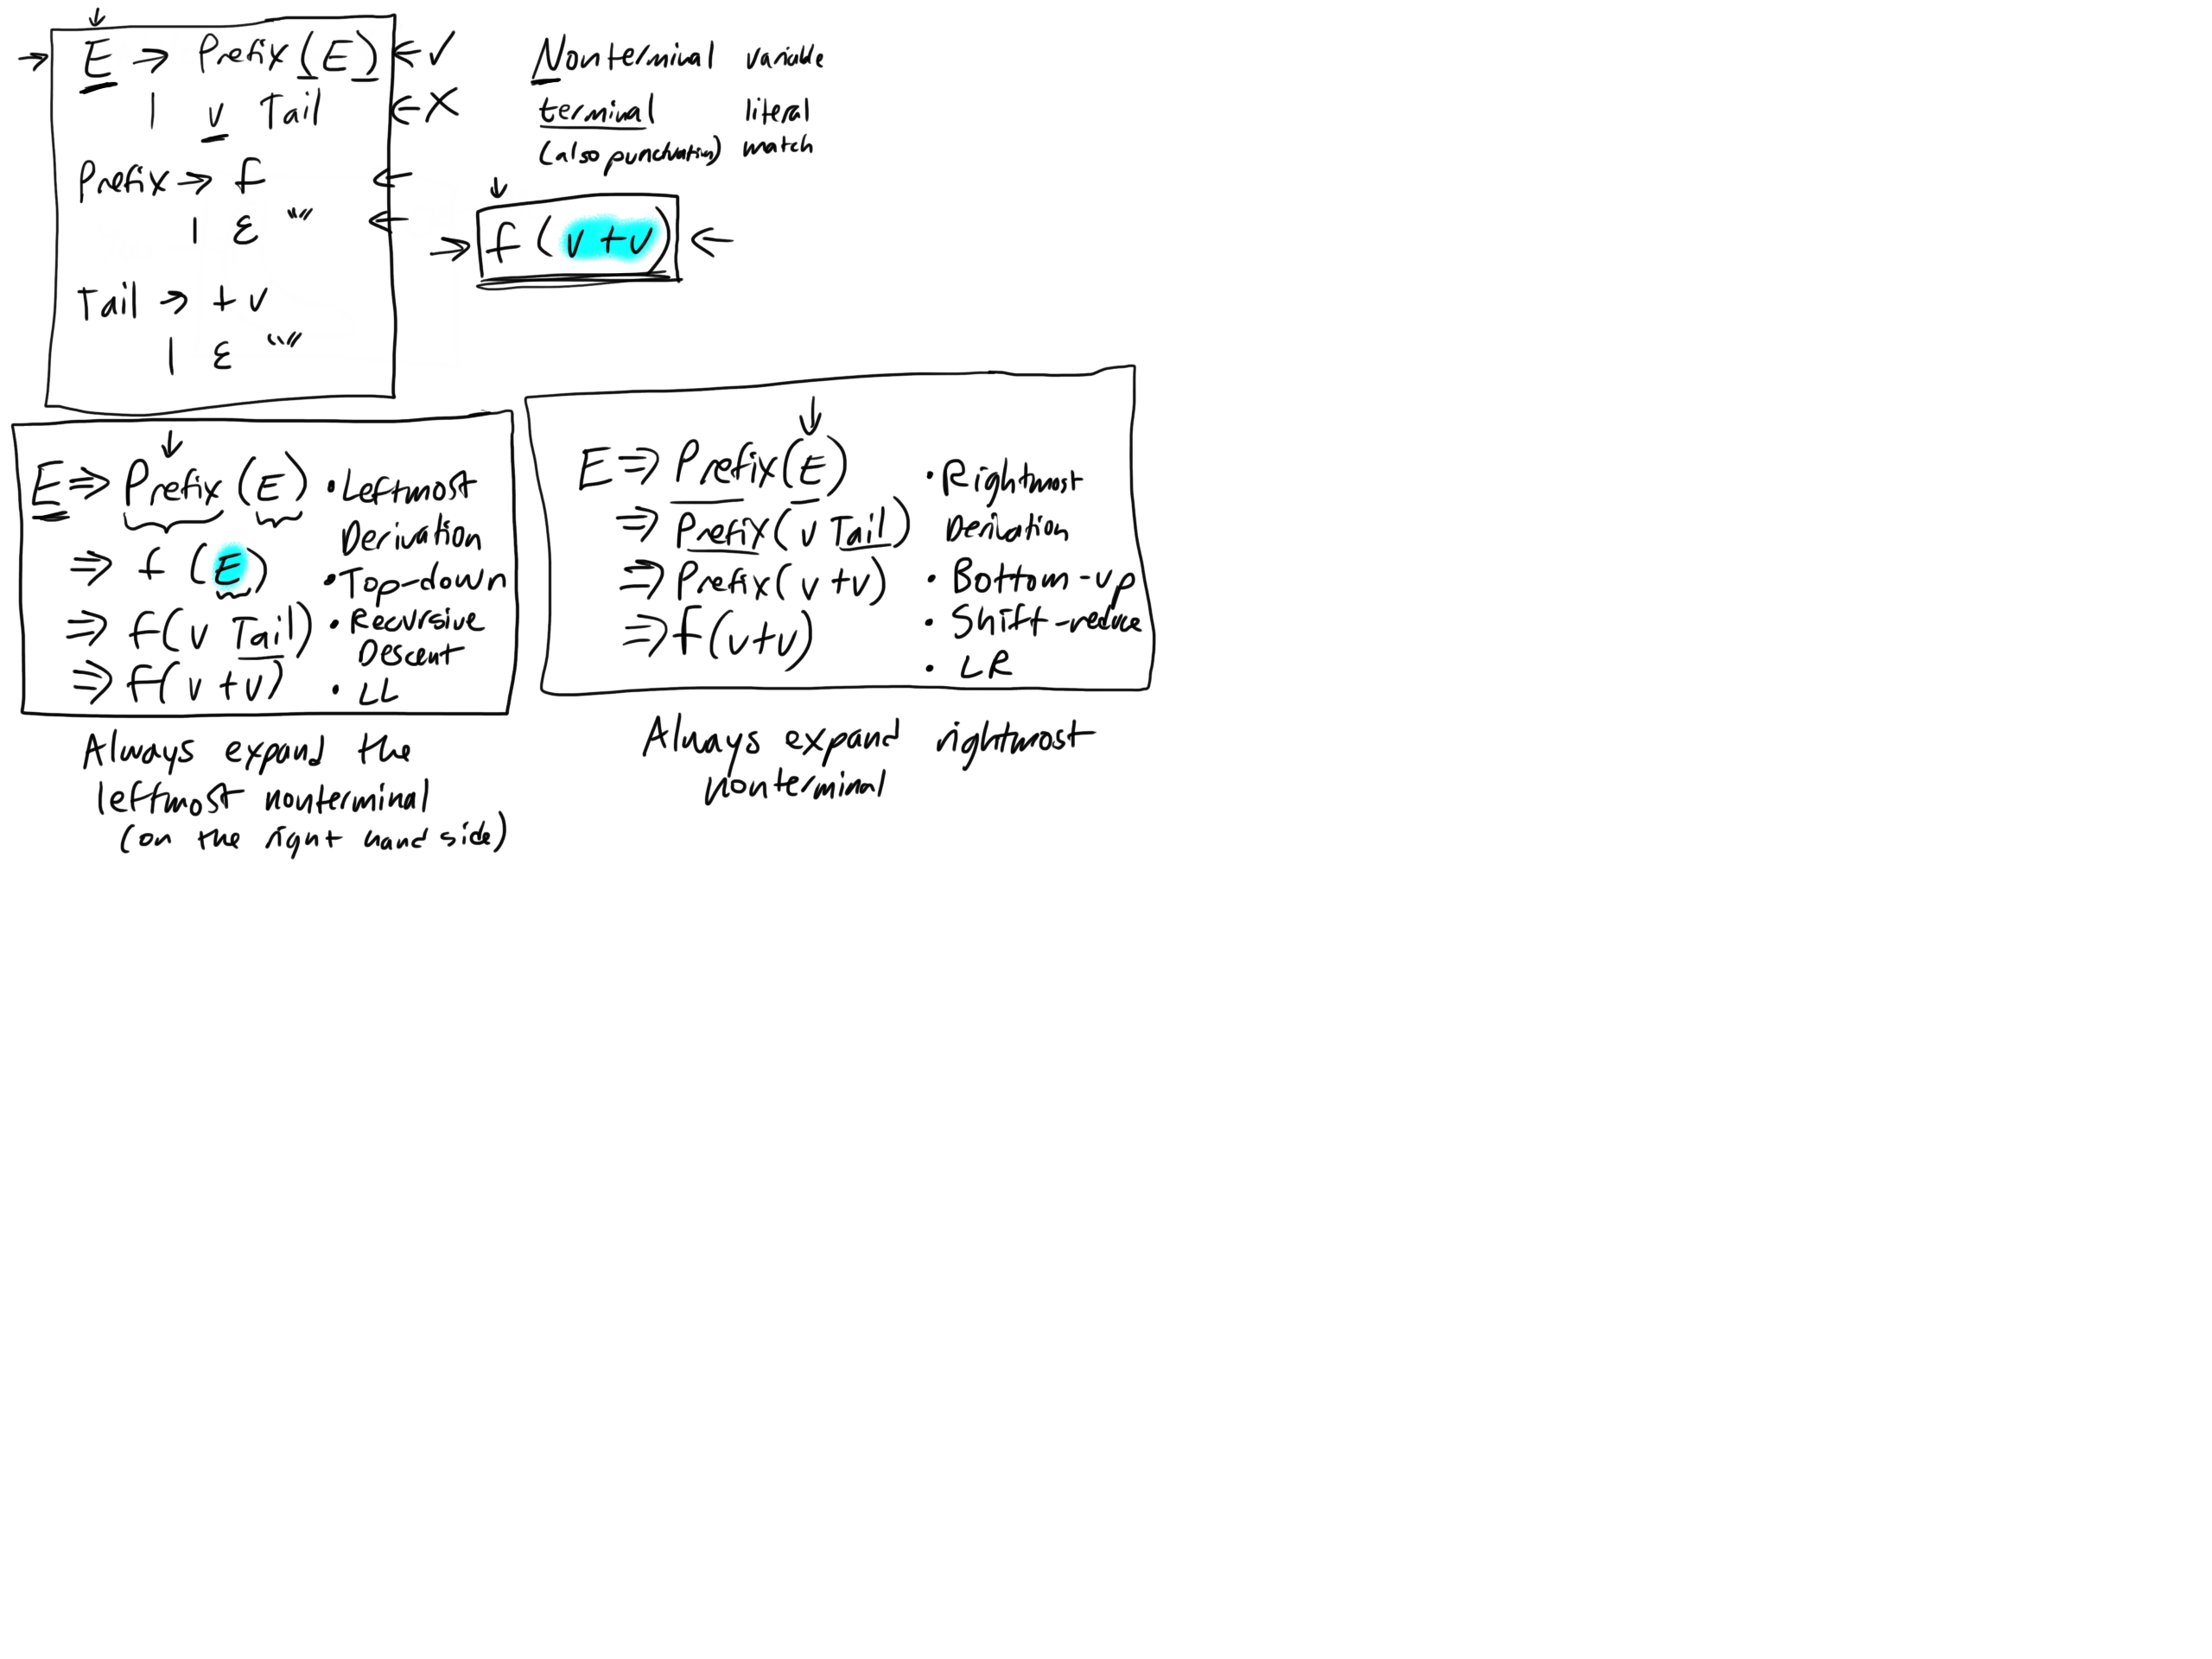 E → Prefix (E) ← ✓
| v Tail ← X
Prefix → f ←
| ε "" ←
Tail → + v
| ε ""
Nonterminal variable
terminal literal
(also punctuation) match
→ f (v + v) ←
E ⇒ Prefix (E)
⇒ f (E)
⇒ f(v Tail)
⇒ f(v + v)
• Leftmost
Derivation
• Top-down
• Recursive
Descent
• LL
Always expand the
leftmost nonterminal
(on the right hand side)
E ⇒ Prefix(E)
⇒ Prefix(v Tail)
⇒ Prefix(v + v)
⇒ f(v+v)
• Rightmost
Derivation
• Bottom-up
• Shift-reduce
• LR
Always expand rightmost
nonterminal